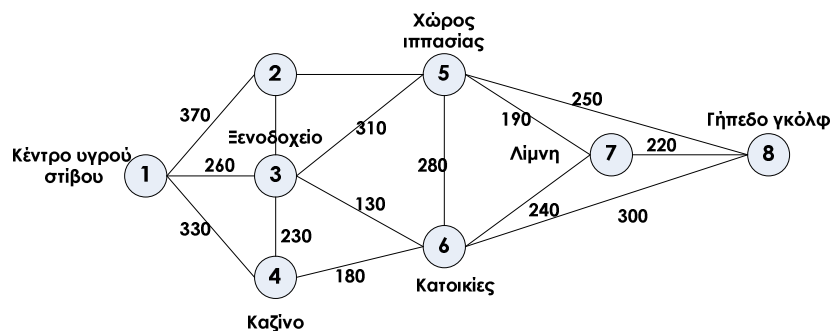 Χώρος
ιππασίας
2
5
370
250
310
190
Γήπεδο γκόλφ
Ξενοδοχείο
Κέντρο υγρού
στίβου
1
260
3
280
Λίμνη
7
220
8
130
330
230
240
300
4
180
6
Κατοικίες
Καζίνο